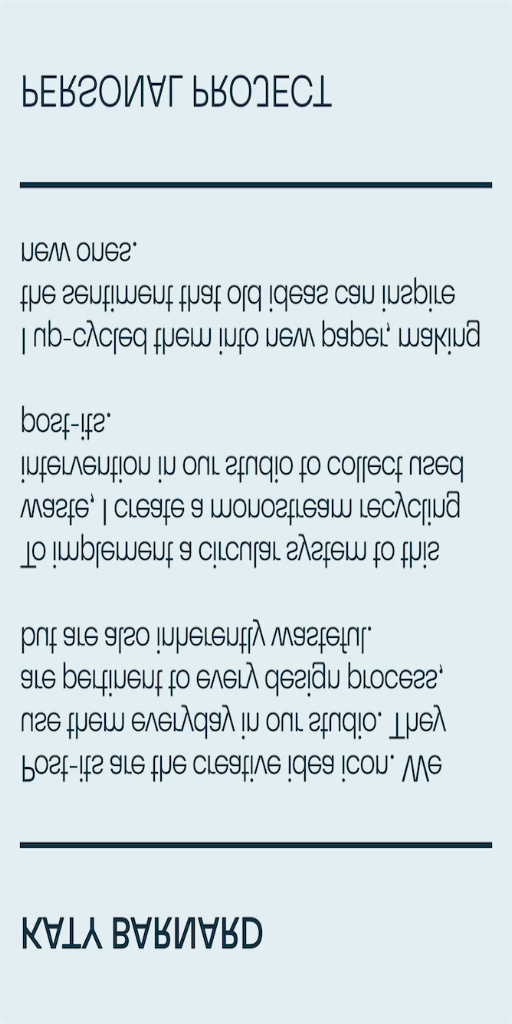 KATY BARNARD
Post-its are the creative idea icon. We
use them everyday in our studio. They
are pertinent to every design process,
but are also inherently wasteful.
To implement a circular system to this
waste, I create a monostream recycling
intervention in our studio to collect used
post-its.
I up-cycled them into new paper, making
the sentiment that old ideas can inspire
new ones.
PERSONAL PROJECT